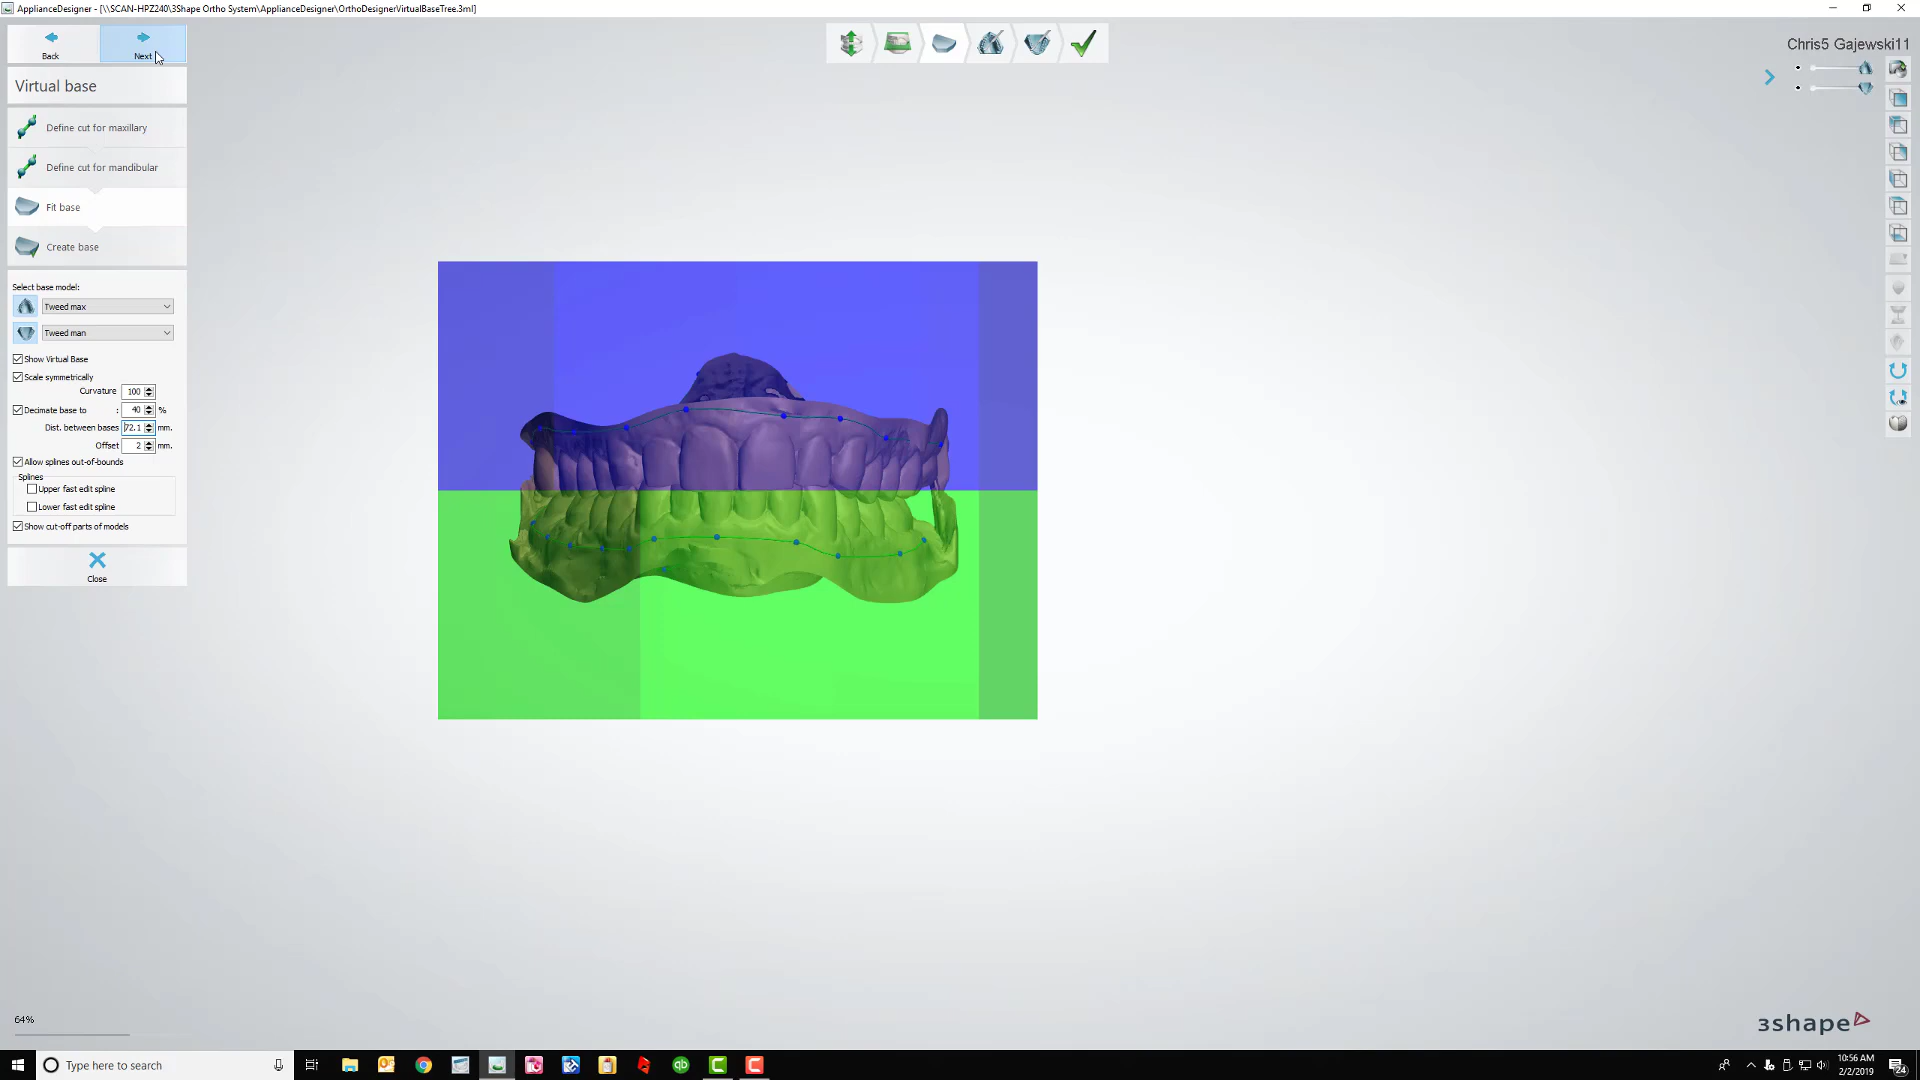 ApplianceDesigner - [\\SCAN-HPZ240\3Shape Ortho System\ApplianceDesigner\OrthoDesignerVirtualBaseTree.3ml]
Back
Next
Chris5 Gajewski11
Virtual base
Define cut for maxillary
Define cut for mandibular
Fit base
Create base
Select base model:
Tweed max
Tweed man
Show Virtual Base
Scale symmetrically
Curvature 100
Decimate base to : 40 %
Dist. between bases 72.1 mm.
Offset 2 mm.
Allow splines out-of-bounds
Splines
Upper fast edit spline
Lower fast edit spline
Show cut-off parts of models
Close
64%
3shape
Type here to search
10:56 AM
2/2/2019
24